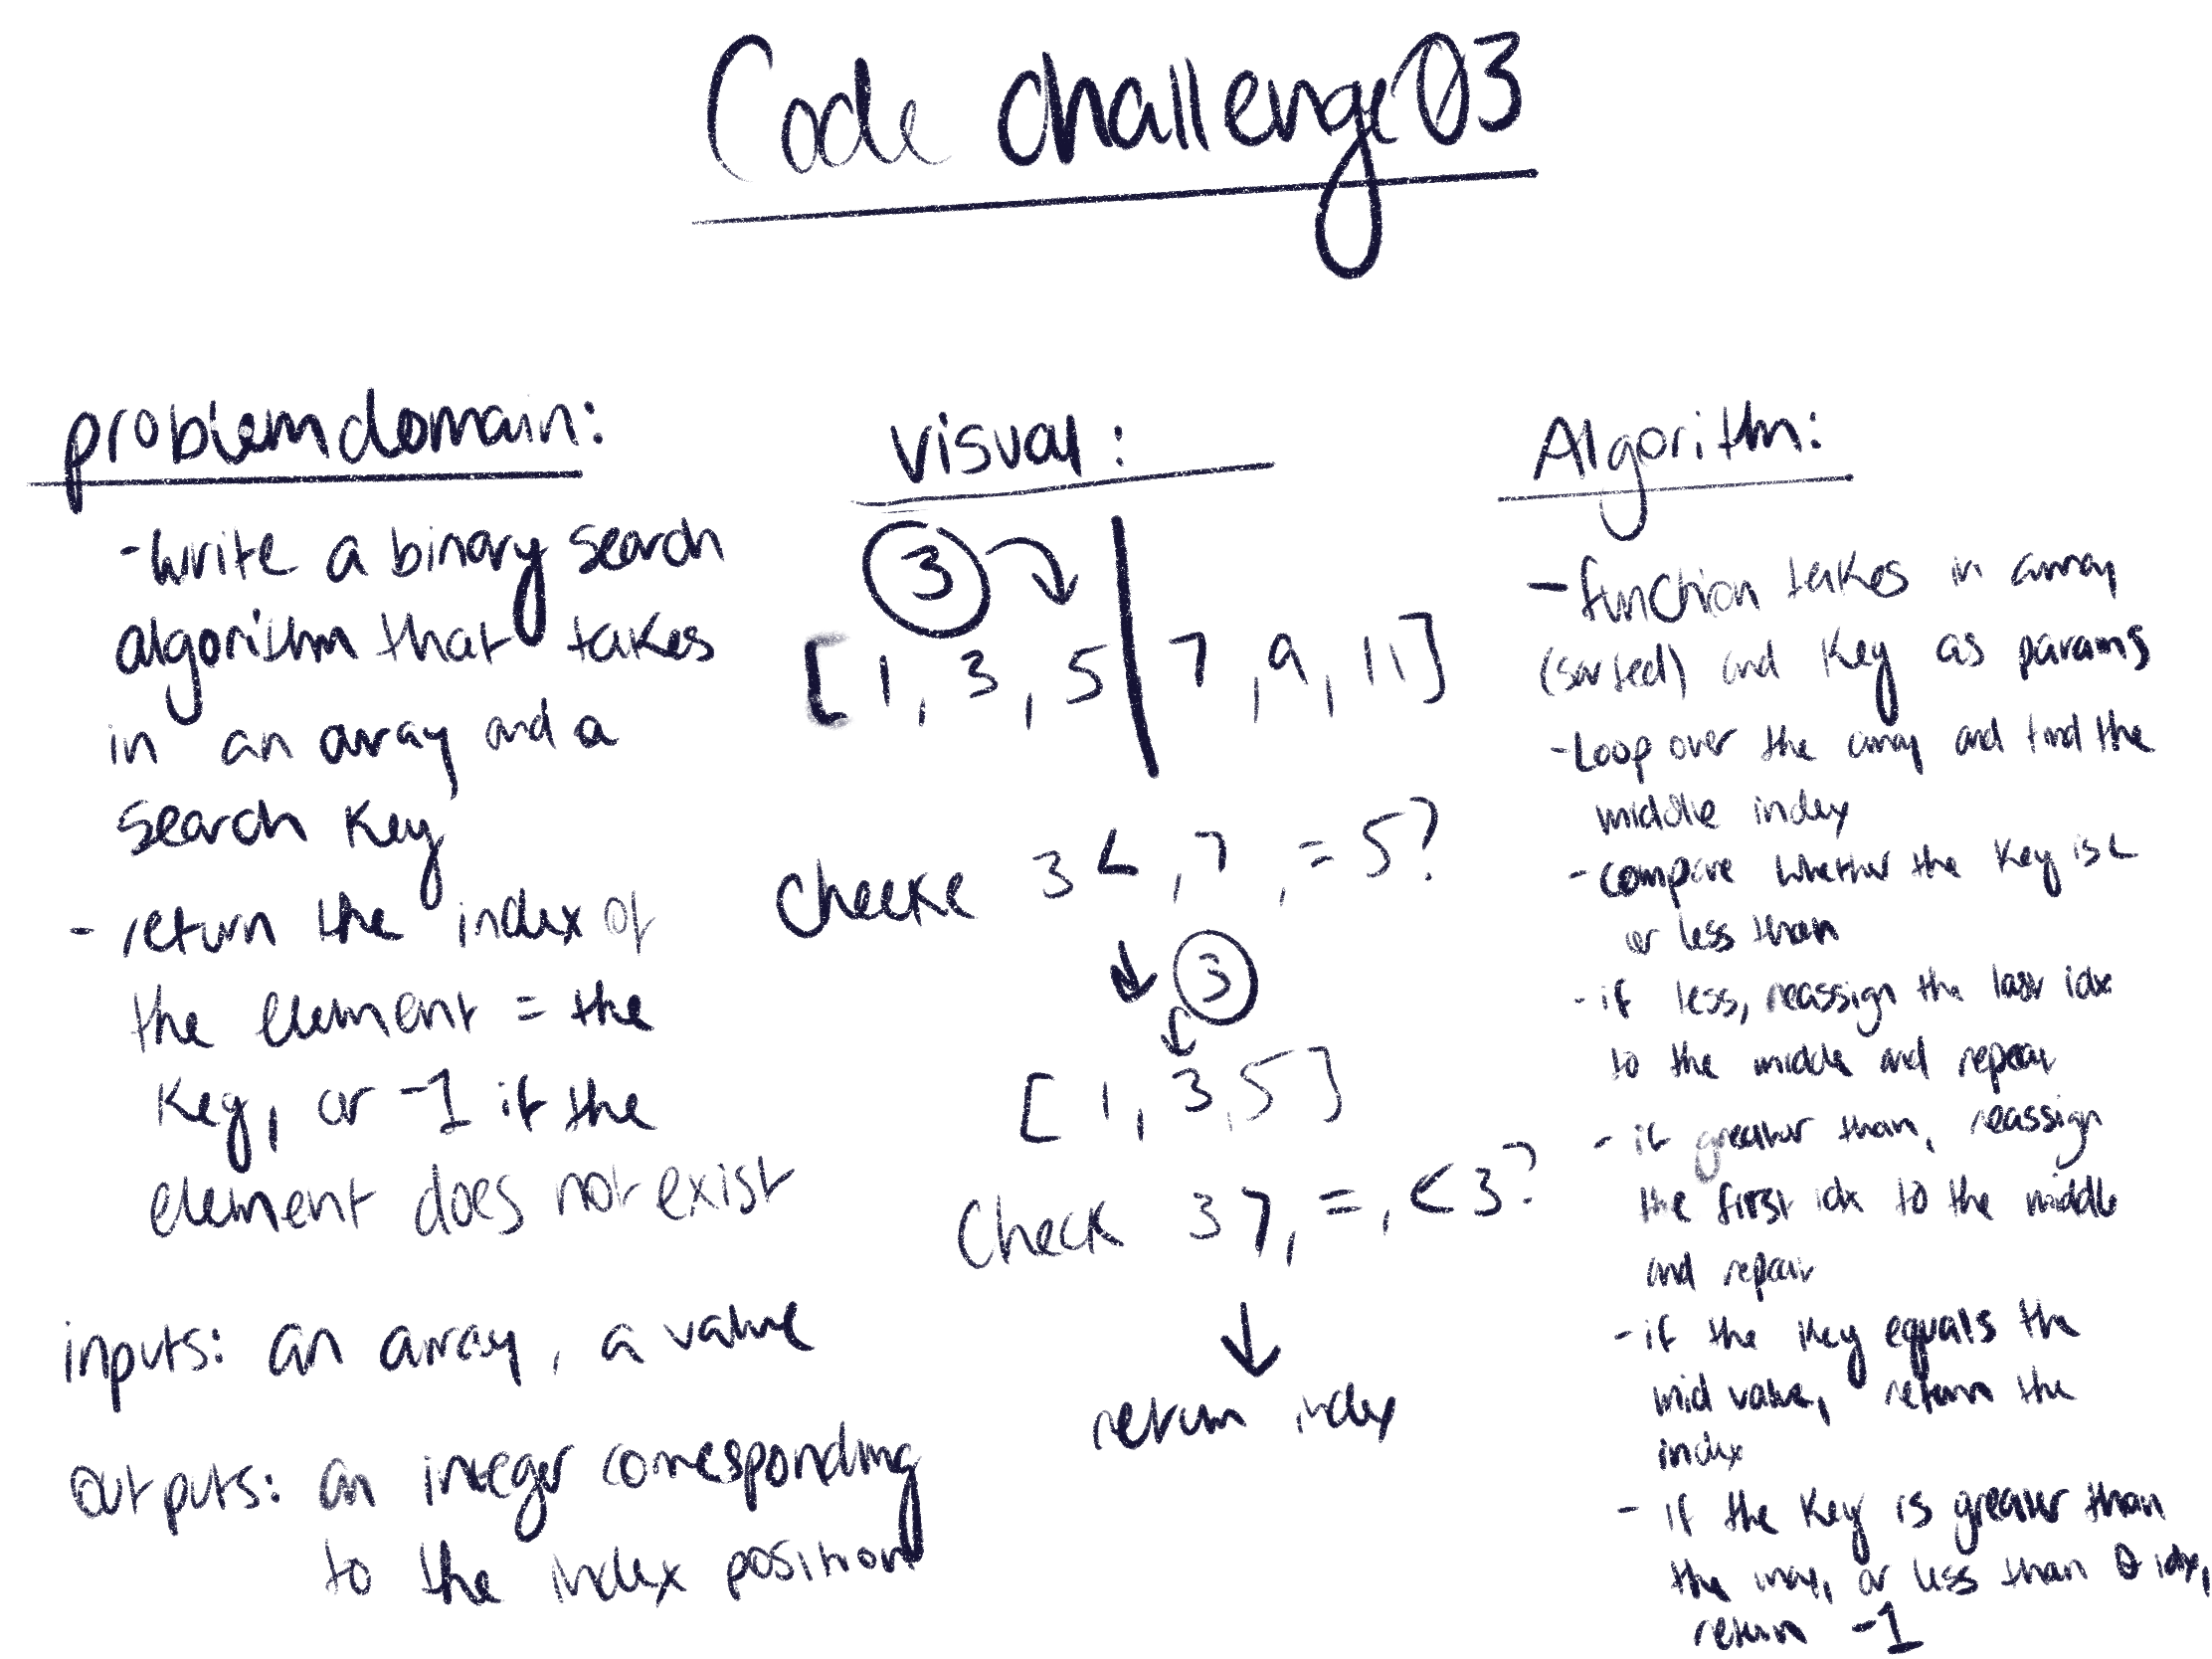 Code challenge 03
problem domain:
- write a binary search
algorithm that takes
in an array and a
search key
- return the index of
the element = the
key, or -1 if the
element does not exist
inputs: an array, a value
outputs: an integer corresponding
to the index position
visual:
3
[1, 3, 5 | 7, 9, 11]
Checke 3 <, >, = 5?
3
[1, 3, 5]
Check 3 >, =, < 3?
return index
Algorithm:
- function takes in array
(sorted) and key as params
- Loop over the array and find the
middle index
- compare whether the key is <
or less than
- if less, reassign the last idx
to the middle and repeat
- if greater than, reassign
the first idx to the middle
and repeat
- if the key equals the
mid value, return the
index
- if the key is greater than
the or less than 0 idx,
return -1